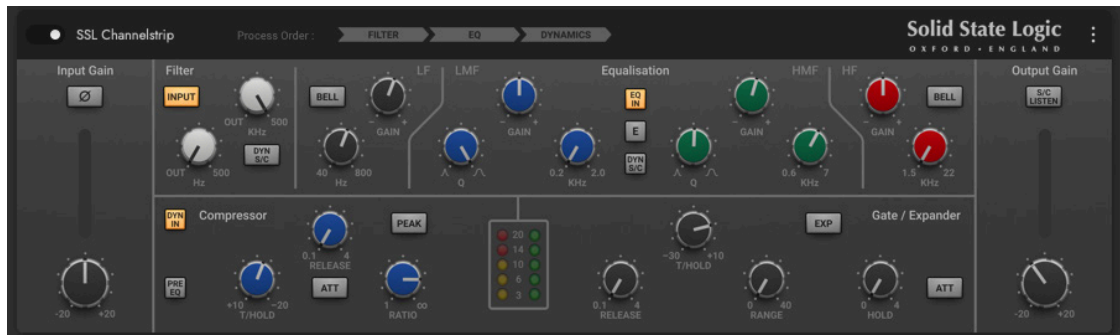 SSL Channelstrip
Process Order :
FILTER
EQ
DYNAMICS
Solid State Logic
OXFORD • ENGLAND
Input Gain
Ø
-20 +20
Filter
INPUT
OUT 500
KHz
OUT 500
Hz
DYN
S/C
LF
BELL
- +
GAIN
40 800
Hz
LMF
- +
GAIN
Q
0.2 2.0
KHz
Equalisation
EQ
IN
E
DYN
S/C
HMF
- +
GAIN
Q
0.6 7
KHz
HF
- +
GAIN
BELL
1.5 22
KHz
Output Gain
S/C
LISTEN
-20 +20
DYN
IN
Compressor
0.1 4
RELEASE
PEAK
PRE
EQ
+10 -20
T/HOLD
ATT
1 ∞
RATIO
20
14
10
6
3
-30 +10
T/HOLD
EXP
Gate / Expander
0.1 4
RELEASE
0 40
RANGE
0 4
HOLD
ATT